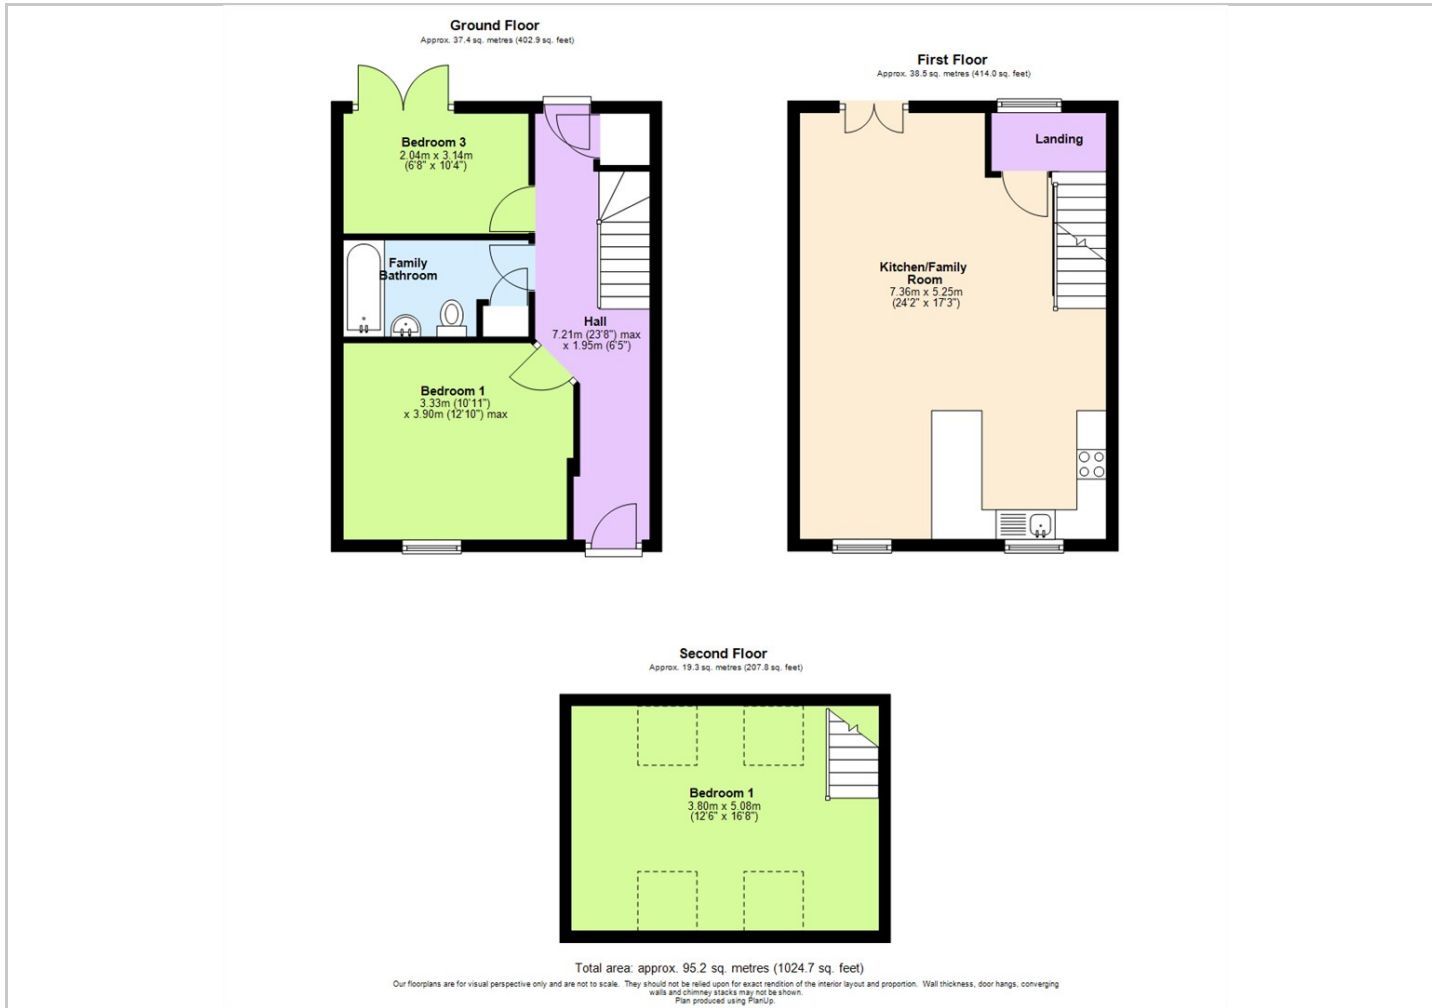 Ground Floor
Approx. 37.4 sq. metres (402.9 sq. feet)
First Floor
Approx. 38.5 sq. metres (414.0 sq. feet)
Bedroom 3
2.04m x 3.14m
(6'8" x 10'4")
Landing
Family
Bathroom
Kitchen/Family
Room
7.36m x 5.25m
(24'2" x 17'3")
Hall
7.21m (23'8") max
x 1.95m (6'5")
Bedroom 1
3.33m (10'11")
x 3.90m (12'10") max
Second Floor
Approx. 19.3 sq. metres (207.8 sq. feet)
Bedroom 1
3.80m x 5.08m
(12'6" x 16'8")
Total area: approx. 95.2 sq. metres (1024.7 sq. feet)
Our floorplans are for visual perspective only and are not to scale. They should not be relied upon for exact rendition of the interior layout and proportion. Wall thickness, door hangs, converging
walls and chimney stacks may not be shown.
Plan produced using PlanUp.